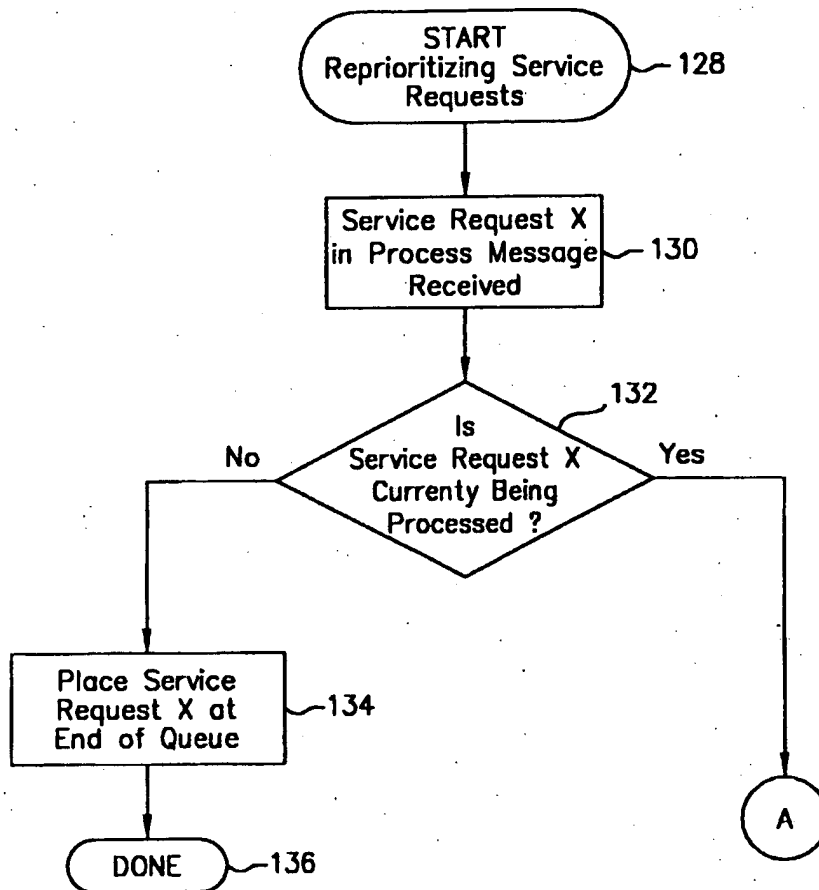 START
Reprioritizing Service
Requests
128
Service Request X
in Process Message
Received
130
132
Is
Service Request X
Currenty Being
Processed ?
No
Yes
Place Service
Request X at
End of Queue
134
A
DONE
136